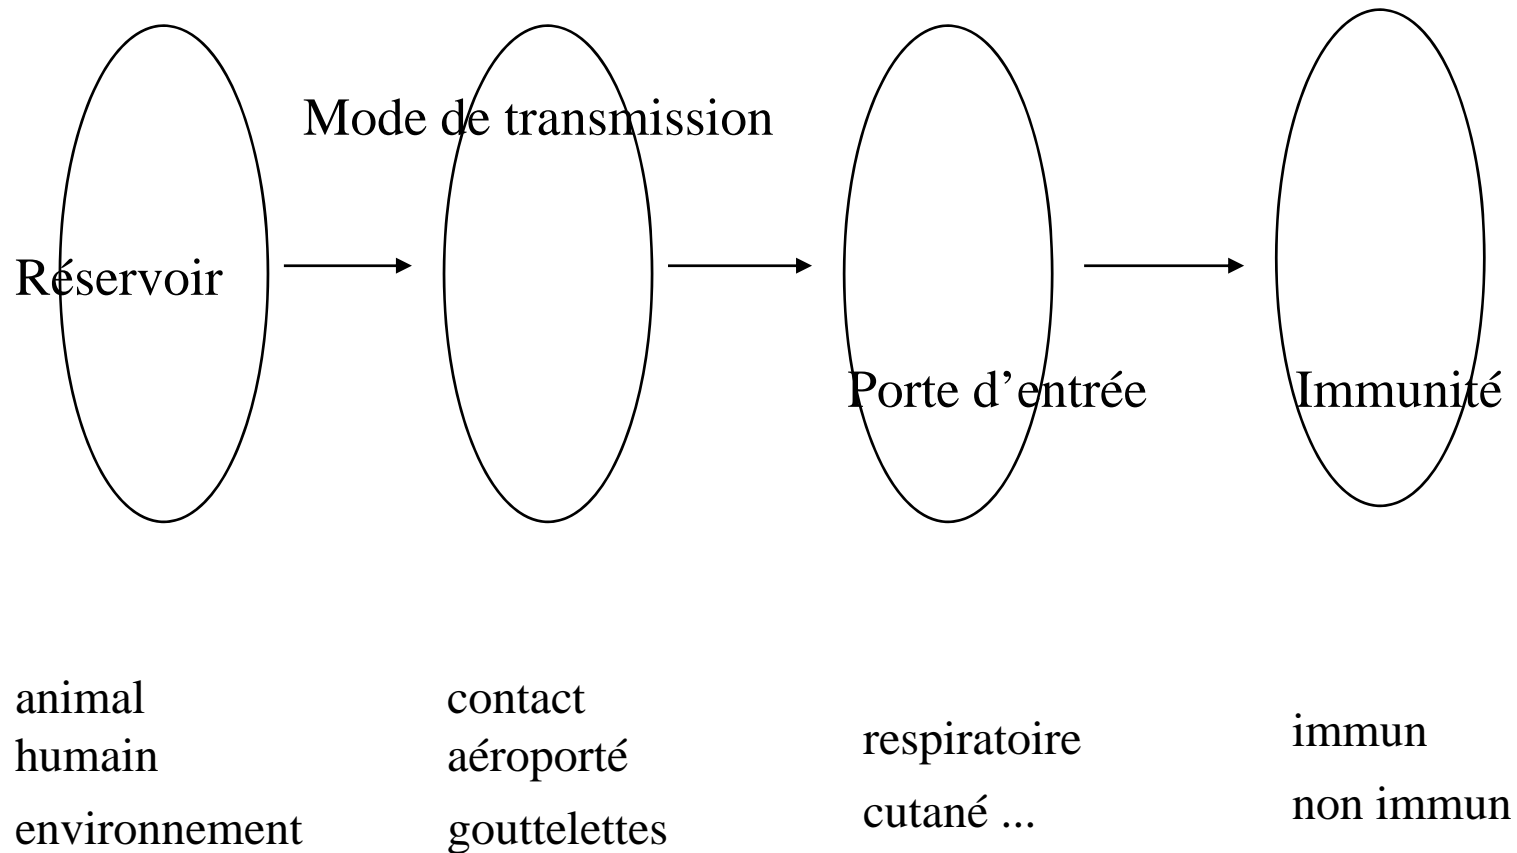 Mode de transmission
Réservoir
Porte d’entrée
Immunité
animal
humain
environnement
contact
aéroporté
gouttelettes
respiratoire
cutané ...
immun
non immun